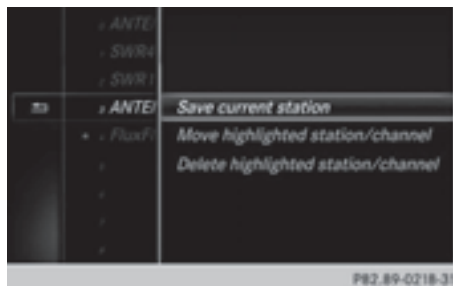 ANTE
SWR4
SWR1
ANTE
Save current station
FluxF
Move highlighted station/channel
Delete highlighted station/channel
P82.89-0218-31